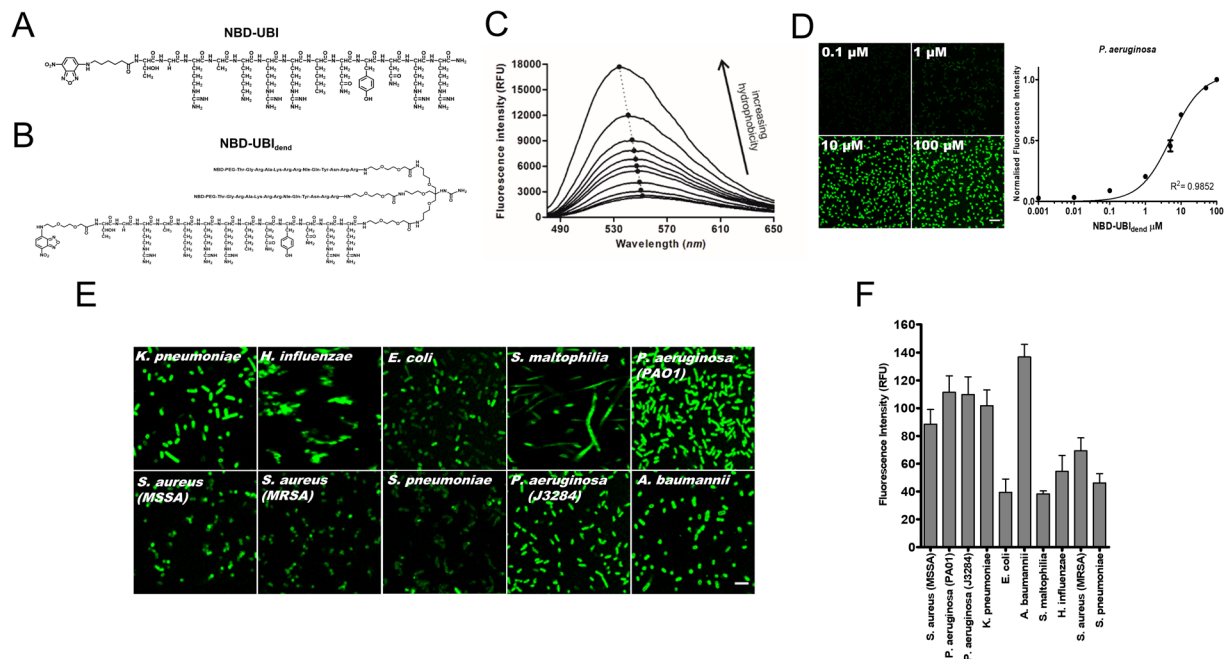 A
NBD-UBI
B
NBD-UBIdend
NBD-PEG-Thr-Gly-Arg-Ala-Lys-Arg-Arg-Nle-Gln-Tyr-Asn-Arg-Arg
NBD-PEG-Thr-Gly-Arg-Ala-Lys-Arg-Arg-Nle-Gln-Tyr-Asn-Arg-Arg
C
Fluorescence Intensity (RFU)
18000
15000
12000
9000
6000
3000
0
490
530
570
610
650
Wavelength (nm)
increasing
hydrophobicity
D
0.1 µM
1 µM
10 µM
100 µM
P. aeruginosa
Normalised Fluorescence Intensity
1.0
0.5
0.0
0.001
0.01
0.1
1
10
100
R²= 0.9852
NBD-UBIdend µM
E
K. pneumoniae
H. influenzae
E. coli
S. maltophilia
P. aeruginosa
(PAO1)
S. aureus
(MSSA)
S. aureus
(MRSA)
S. pneumoniae
P. aeruginosa
(J3284)
A. baumannii
F
Fluorescence Intensity (RFU)
160
140
120
100
80
60
40
20
0
S. aureus (MSSA)
P. aeruginosa (PA01)
P. aeruginosa (J3284)
K. pneumoniae
E. coli
A. baumannii
S. maltophilia
H. influenzae
S. aureus (MRSA)
S. pneumoniae